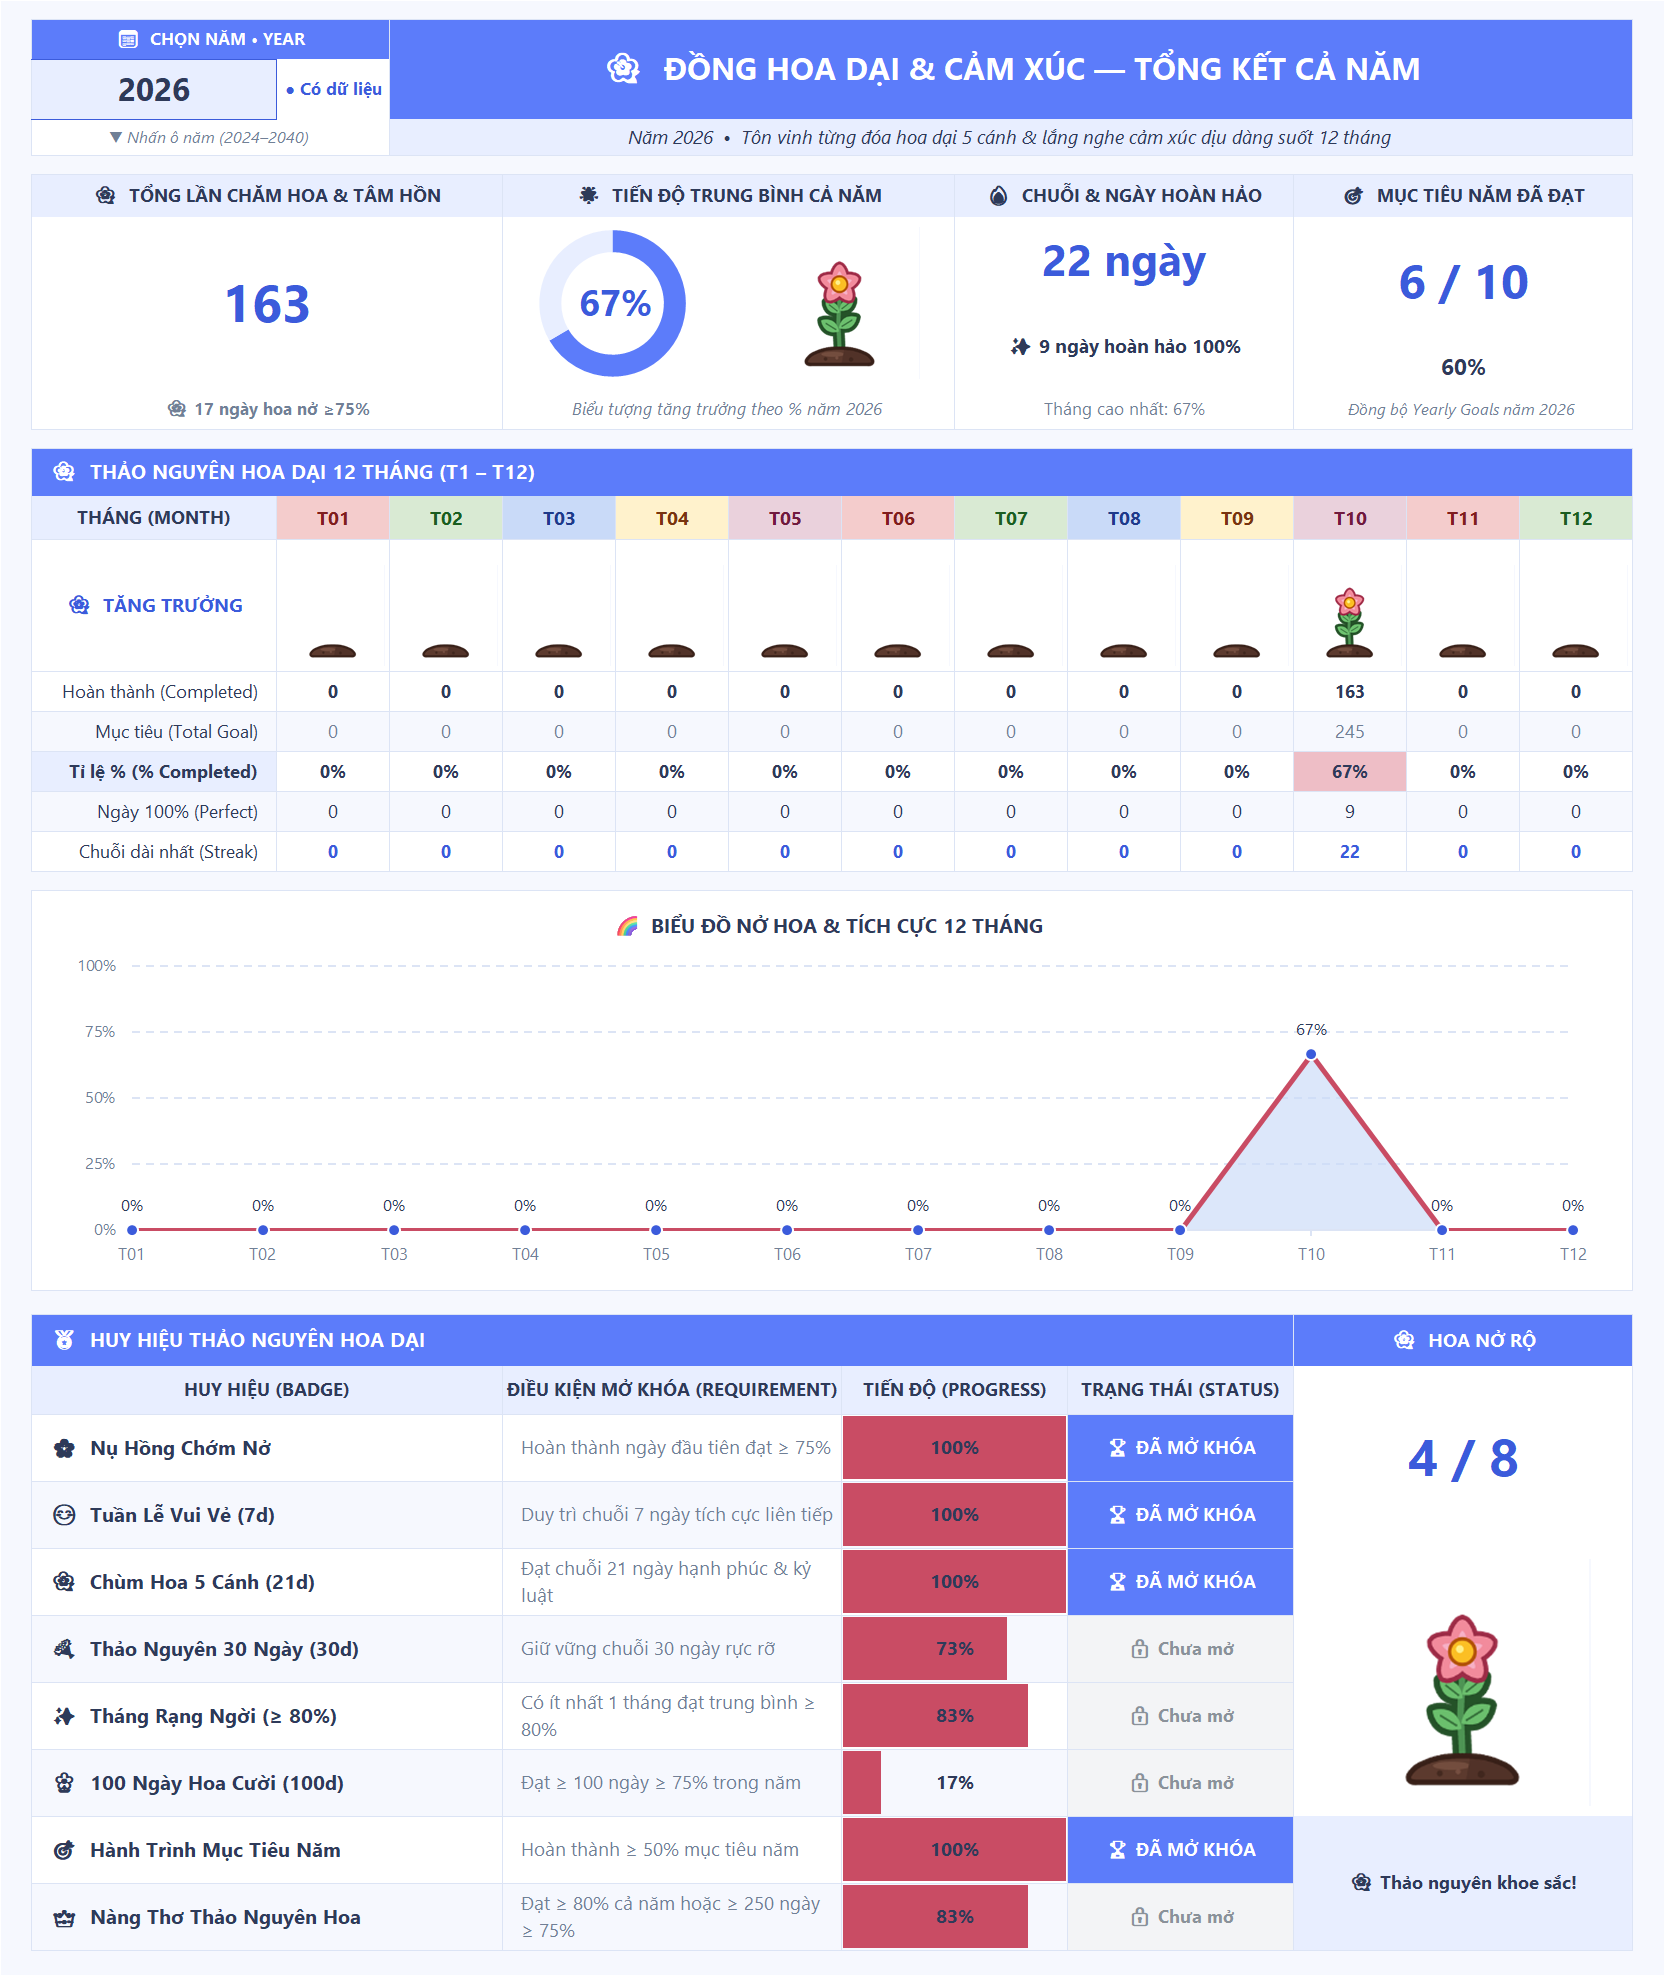 CHỌN NĂM • YEAR
2026
• Có dữ liệu
▼ Nhấn ô năm (2024–2040)
ĐỒNG HOA DẠI & CẢM XÚC — TỔNG KẾT CẢ NĂM
Năm 2026 • Tôn vinh từng đóa hoa dại 5 cánh & lắng nghe cảm xúc dịu dàng suốt 12 tháng
TỔNG LẦN CHĂM HOA & TÂM HỒN
163
17 ngày hoa nở ≥75%
TIẾN ĐỘ TRUNG BÌNH CẢ NĂM
67%
Biểu tượng tăng trưởng theo % năm 2026
CHUỖI & NGÀY HOÀN HẢO
22 ngày
9 ngày hoàn hảo 100%
Tháng cao nhất: 67%
MỤC TIÊU NĂM ĐÃ ĐẠT
6 / 10
60%
Đồng bộ Yearly Goals năm 2026
THẢO NGUYÊN HOA DẠI 12 THÁNG (T1 – T12)
THÁNG (MONTH) T01 T02 T03 T04 T05 T06 T07 T08 T09 T10 T11 T12
TĂNG TRƯỞNG
Hoàn thành (Completed) 0 0 0 0 0 0 0 0 0 163 0 0
Mục tiêu (Total Goal) 0 0 0 0 0 0 0 0 0 245 0 0
Tỉ lệ % (% Completed) 0% 0% 0% 0% 0% 0% 0% 0% 0% 67% 0% 0%
Ngày 100% (Perfect) 0 0 0 0 0 0 0 0 0 9 0 0
Chuỗi dài nhất (Streak) 0 0 0 0 0 0 0 0 0 22 0 0
BIỂU ĐỒ NỞ HOA & TÍCH CỰC 12 THÁNG
100%
75%
67%
50%
25%
0% 0% 0% 0% 0% 0% 0% 0% 0% 0% 0%
0%
T01 T02 T03 T04 T05 T06 T07 T08 T09 T10 T11 T12
HUY HIỆU THẢO NGUYÊN HOA DẠI
HUY HIỆU (BADGE) ĐIỀU KIỆN MỞ KHÓA (REQUIREMENT) TIẾN ĐỘ (PROGRESS) TRẠNG THÁI (STATUS)
Nụ Hồng Chớm Nở Hoàn thành ngày đầu tiên đạt ≥ 75% 100% ĐÃ MỞ KHÓA
Tuần Lễ Vui Vẻ (7d) Duy trì chuỗi 7 ngày tích cực liên tiếp 100% ĐÃ MỞ KHÓA
Chùm Hoa 5 Cánh (21d) Đạt chuỗi 21 ngày hạnh phúc & kỷ
luật 100% ĐÃ MỞ KHÓA
Thảo Nguyên 30 Ngày (30d) Giữ vững chuỗi 30 ngày rực rỡ 73% Chưa mở
Tháng Rạng Ngời (≥ 80%) Có ít nhất 1 tháng đạt trung bình ≥
80% 83% Chưa mở
100 Ngày Hoa Cười (100d) Đạt ≥ 100 ngày ≥ 75% trong năm 17% Chưa mở
Hành Trình Mục Tiêu Năm Hoàn thành ≥ 50% mục tiêu năm 100% ĐÃ MỞ KHÓA
Nàng Thơ Thảo Nguyên Hoa Đạt ≥ 80% cả năm hoặc ≥ 250 ngày
≥ 75% 83% Chưa mở
HOA NỞ RỘ
4 / 8
Thảo nguyên khoe sắc!